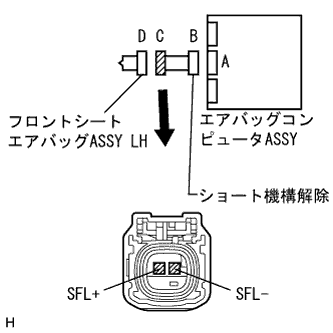 D C B
A
フロントシート
エアバッグASSY LH
エアバッグコン
ピュータASSY
ショート機構解除
SFL+
SFL-
H